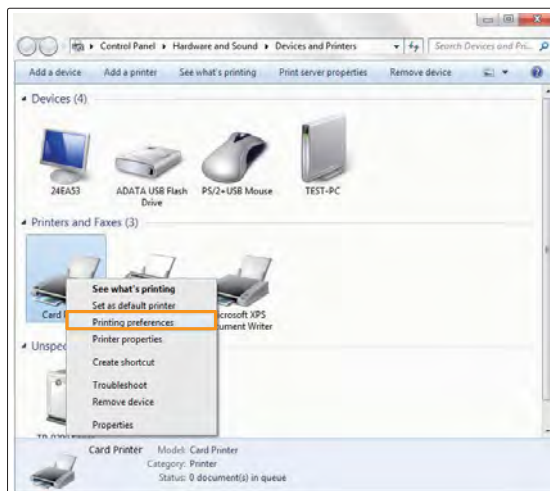 Control Panel ▸ Hardware and Sound ▸ Devices and Printers
Search Devices and Pri...
Add a device Add a printer See what's printing Print server properties Remove device
Devices (4)
24EA53
ADATA USB Flash
Drive
PS/2+USB Mouse
TEST-PC
Printers and Faxes (3)
Card
See what's printing
Set as default printer
Printing preferences
Printer properties
Create shortcut
Troubleshoot
Remove device
Properties
icrosoft XPS
cument Writer
Unspec
Card Printer Model: Card Printer
Category: Printer
Status: 0 document(s) in queue